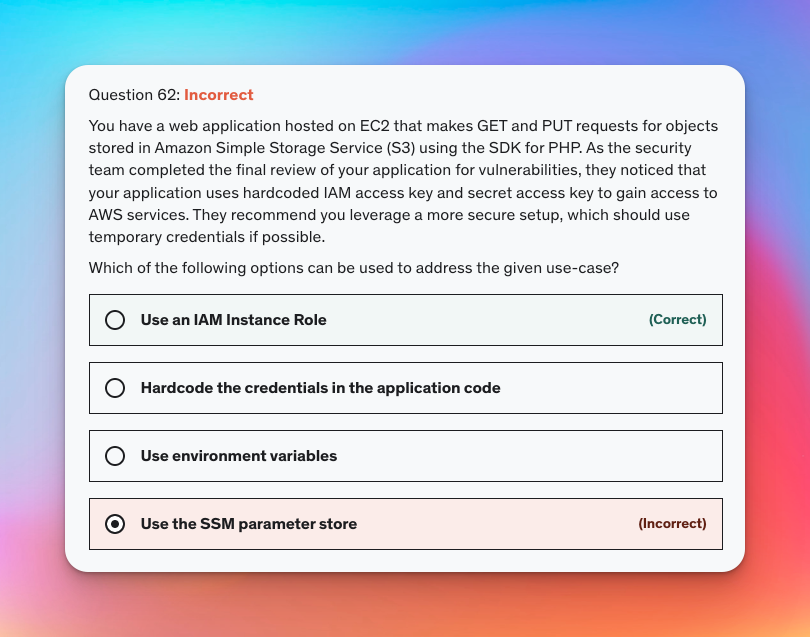 Question 62: Incorrect
You have a web application hosted on EC2 that makes GET and PUT requests for objects
stored in Amazon Simple Storage Service (S3) using the SDK for PHP. As the security
team completed the final review of your application for vulnerabilities, they noticed that
your application uses hardcoded IAM access key and secret access key to gain access to
AWS services. They recommend you leverage a more secure setup, which should use
temporary credentials if possible.
Which of the following options can be used to address the given use-case?
Use an IAM Instance Role (Correct)
Hardcode the credentials in the application code
Use environment variables
Use the SSM parameter store (Incorrect)